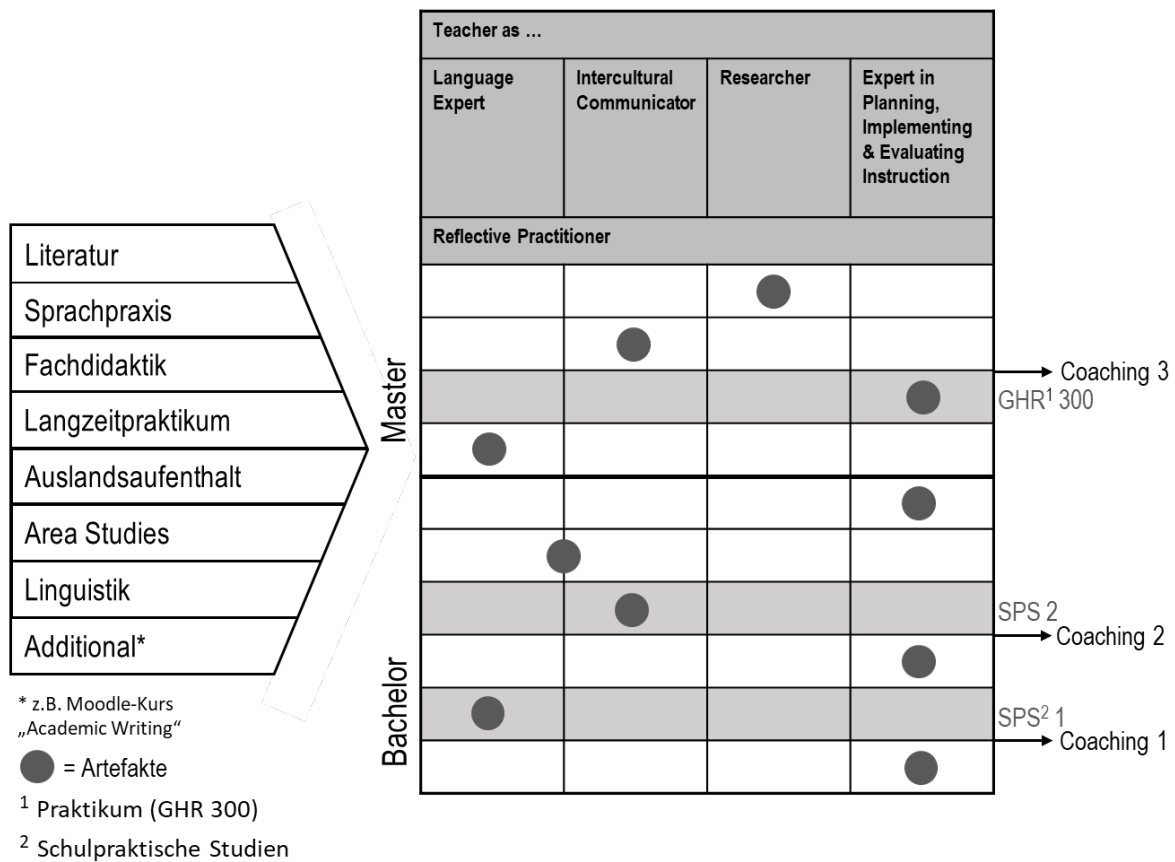 Teacher as ...
Language
Expert
Intercultural
Communicator
Researcher
Expert in
Planning,
Implementing
& Evaluating
Instruction
Reflective Practitioner
Literatur
Sprachpraxis
Fachdidaktik
Langzeitpraktikum
Auslandsaufenthalt
Area Studies
Linguistik
Additional*
* z.B. Moodle-Kurs
„Academic Writing“
= Artefakte
¹ Praktikum (GHR 300)
² Schulpraktische Studien
Master
Bachelor
Coaching 3
GHR¹ 300
SPS 2
Coaching 2
SPS² 1
Coaching 1